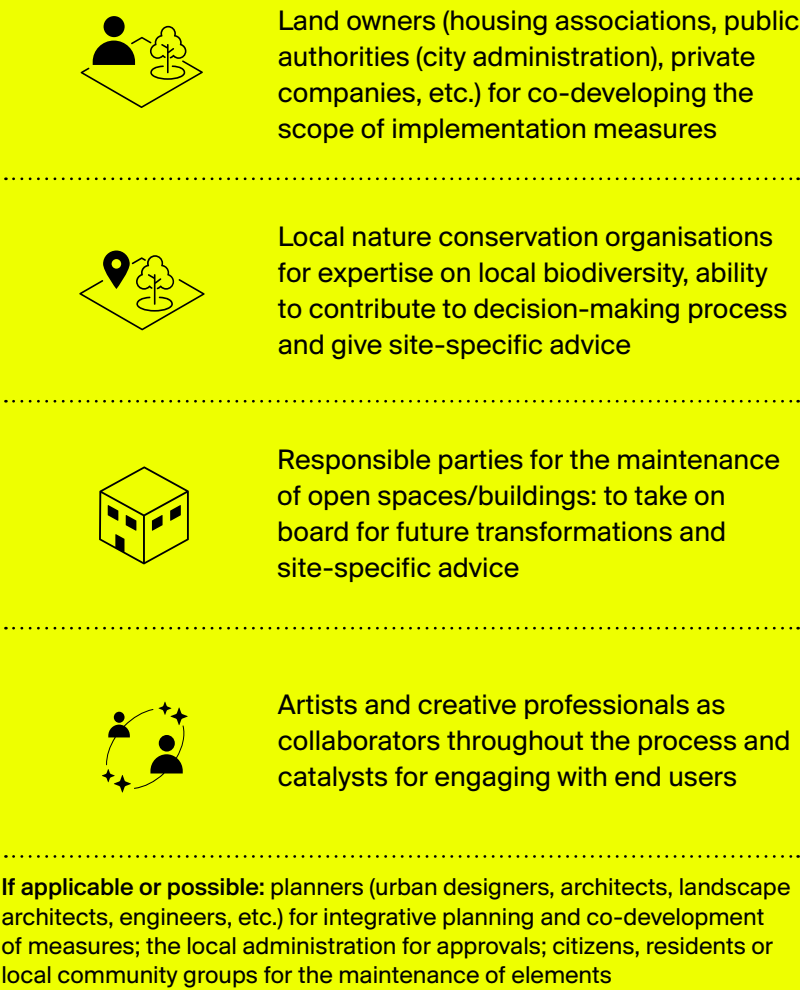 Land owners (housing associations, public
authorities (city administration), private
companies, etc.) for co-developing the
scope of implementation measures
Local nature conservation organisations
for expertise on local biodiversity, ability
to contribute to decision-making process
and give site-specific advice
Responsible parties for the maintenance
of open spaces/buildings: to take on
board for future transformations and
site-specific advice
Artists and creative professionals as
collaborators throughout the process and
catalysts for engaging with end users
If applicable or possible: planners (urban designers, architects, landscape
architects, engineers, etc.) for integrative planning and co-development
of measures; the local administration for approvals; citizens, residents or
local community groups for the maintenance of elements